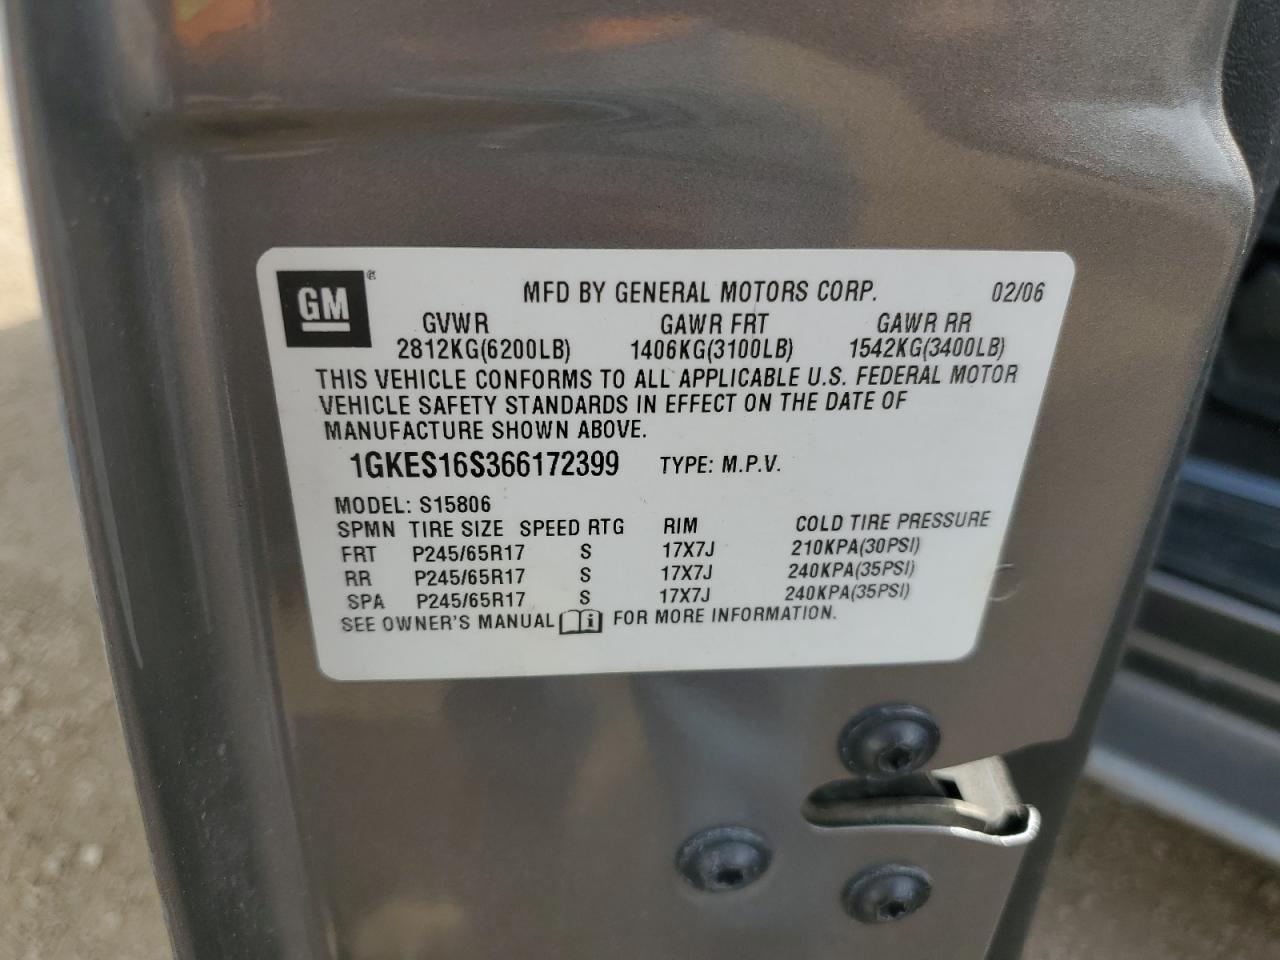 GM®
MFD BY GENERAL MOTORS CORP. 02/06
GVWR GAWR FRT GAWR RR
2812KG(6200LB) 1406KG(3100LB) 1542KG(3400LB)
THIS VEHICLE CONFORMS TO ALL APPLICABLE U.S. FEDERAL MOTOR
VEHICLE SAFETY STANDARDS IN EFFECT ON THE DATE OF
MANUFACTURE SHOWN ABOVE.
1GKES16S366172399 TYPE: M.P.V.
MODEL: S15806
SPMN TIRE SIZE SPEED RTG RIM COLD TIRE PRESSURE
FRT P245/65R17 S 17X7J 210KPA(30PSI)
RR P245/65R17 S 17X7J 240KPA(35PSI)
SPA P245/65R17 S 17X7J 240KPA(35PSI)
SEE OWNER'S MANUAL i FOR MORE INFORMATION.